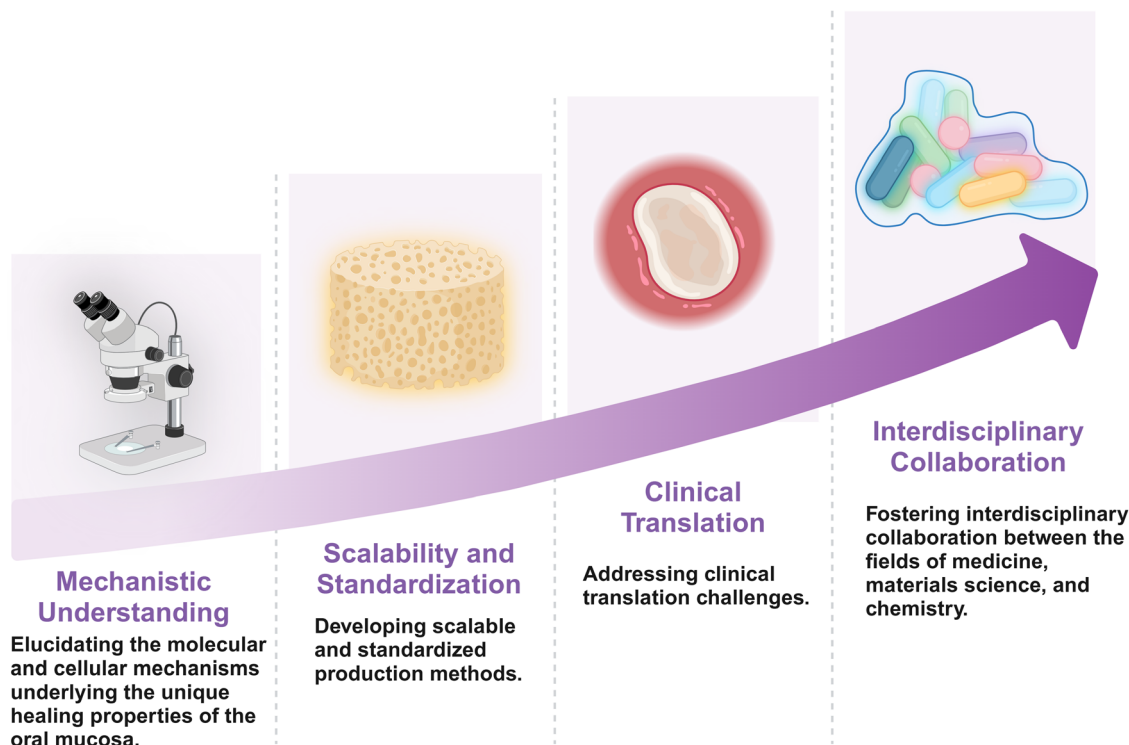 Mechanistic
Understanding
Elucidating the molecular
and cellular mechanisms
underlying the unique
healing properties of the
oral mucosa.
Scalability and
Standardization
Developing scalable
and standardized
production methods.
Clinical
Translation
Addressing clinical
translation challenges.
Interdisciplinary
Collaboration
Fostering interdisciplinary
collaboration between the
fields of medicine,
materials science, and
chemistry.